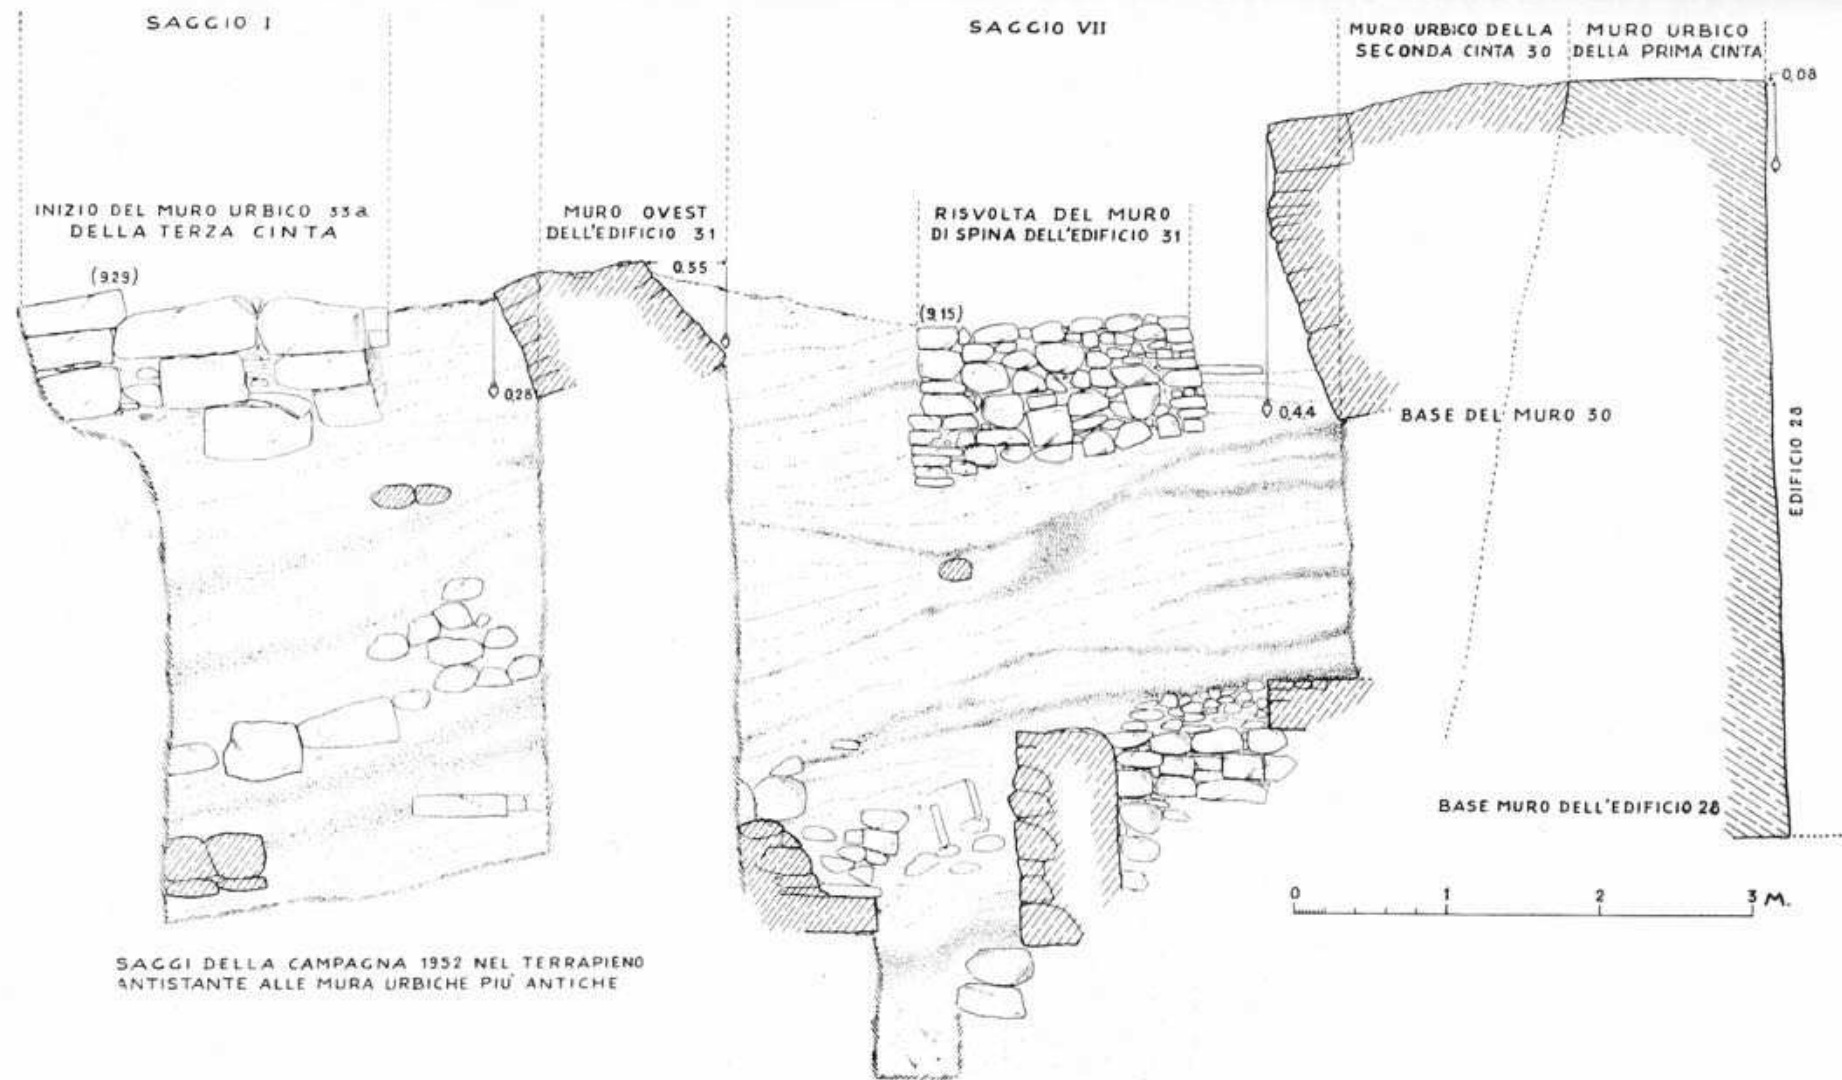 SAGGIO I
SAGGIO VII
MURO URBICO DELLA
SECONDA CINTA 30
MURO URBICO
DELLA PRIMA CINTA
0,08
INIZIO DEL MURO URBICO 33a
DELLA TERZA CINTA
(9.29)
MURO OVEST
DELL'EDIFICIO 31
0.55
RISVOLTA DEL MURO
DI SPINA DELL'EDIFICIO 31
(9.15)
0,28
0,44
BASE DEL MURO 30
EDIFICIO 28
BASE MURO DELL'EDIFICIO 28
0 1 2 3 M.
SAGGI DELLA CAMPAGNA 1952 NEL TERRAPIENO
ANTISTANTE ALLE MURA URBICHE PIU' ANTICHE